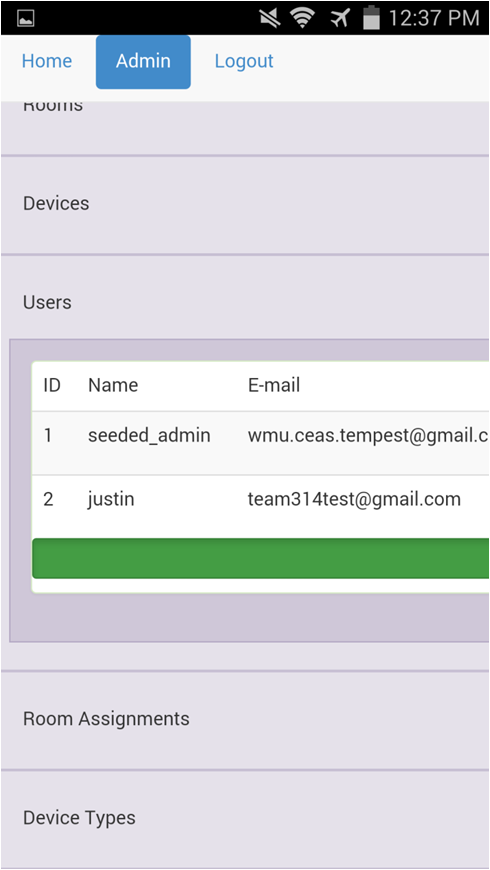 12:37 PM
Home Admin Logout
Rooms
Devices
Users
ID Name E-mail
1 seeded_admin wmu.ceas.tempest@gmail.c
2 justin team314test@gmail.com
Room Assignments
Device Types